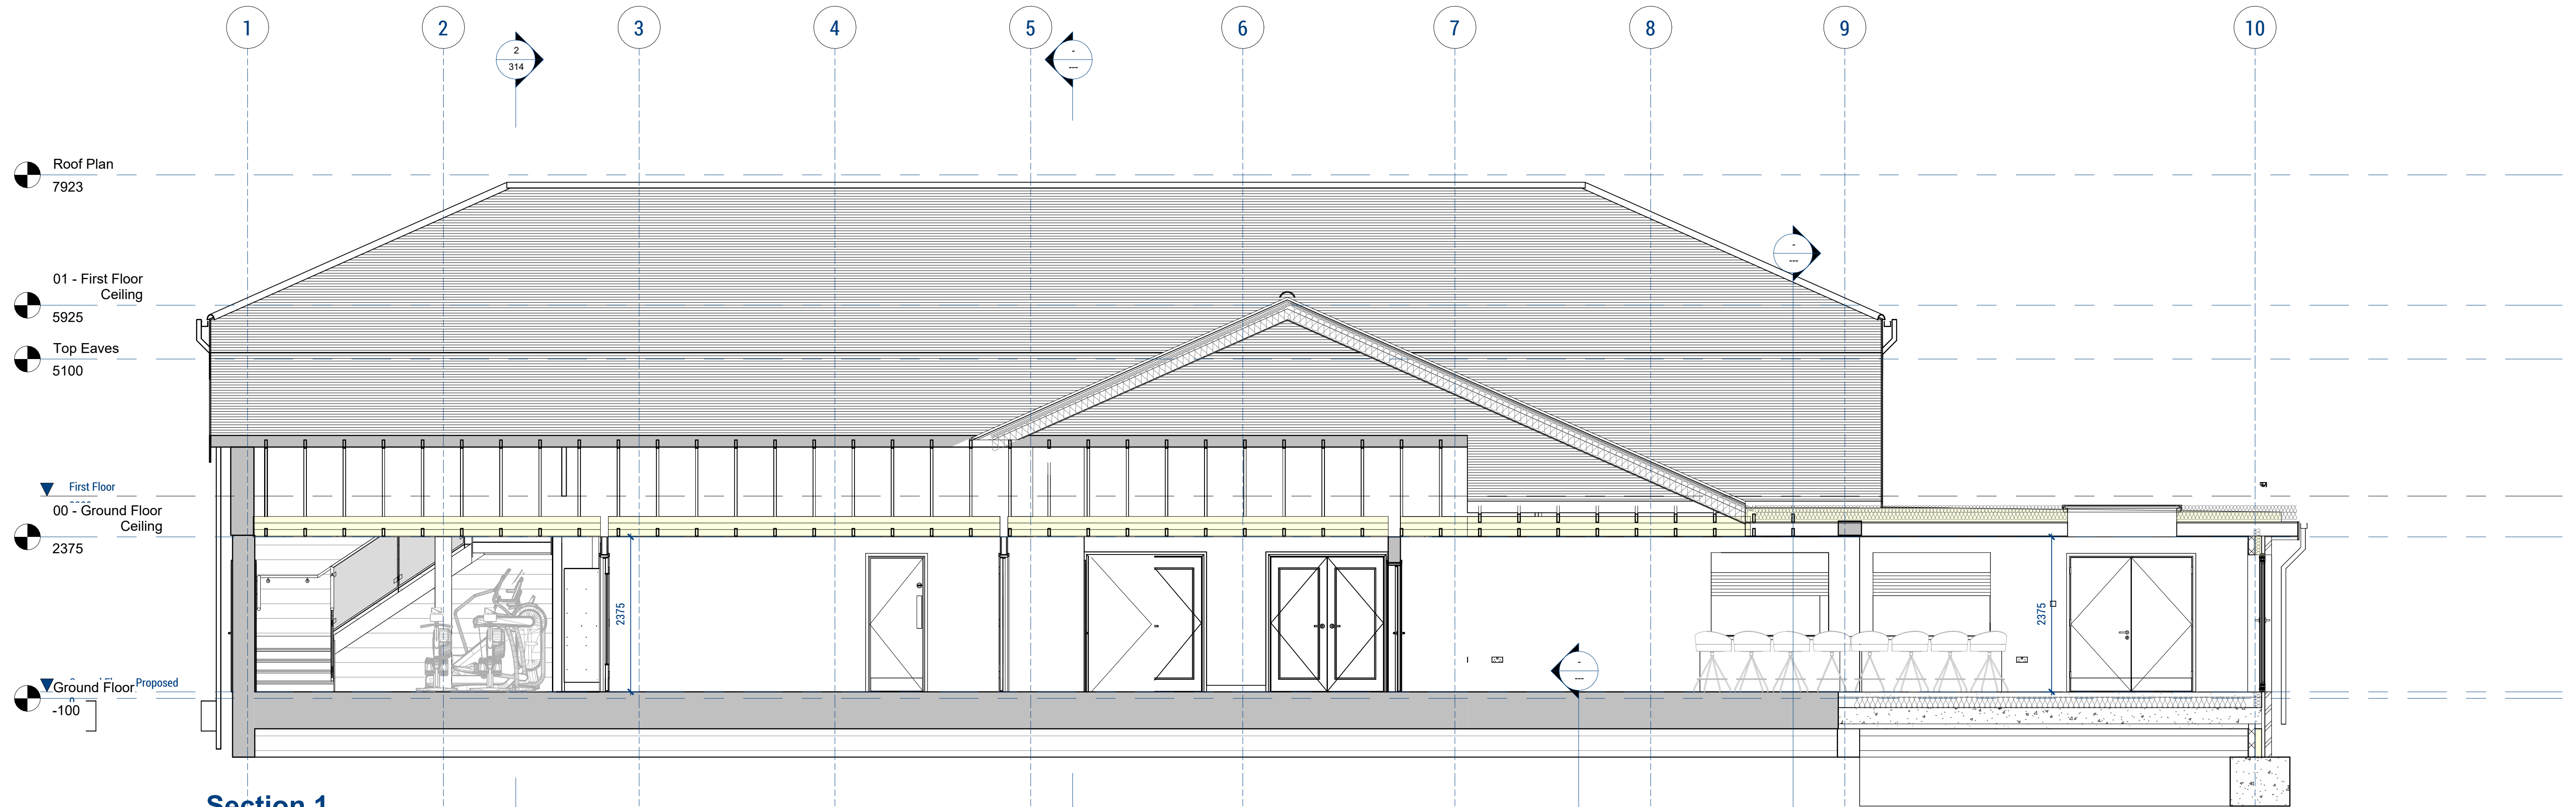 1 2 3 4 5 6 7 8 9 10
2
314
-
---
Roof Plan
7923
-
---
01 - First Floor
Ceiling
5925
Top Eaves
5100
First Floor
00 - Ground Floor
Ceiling
2375
2375
2375
-
---
Proposed
Ground Floor
-100
Section 1